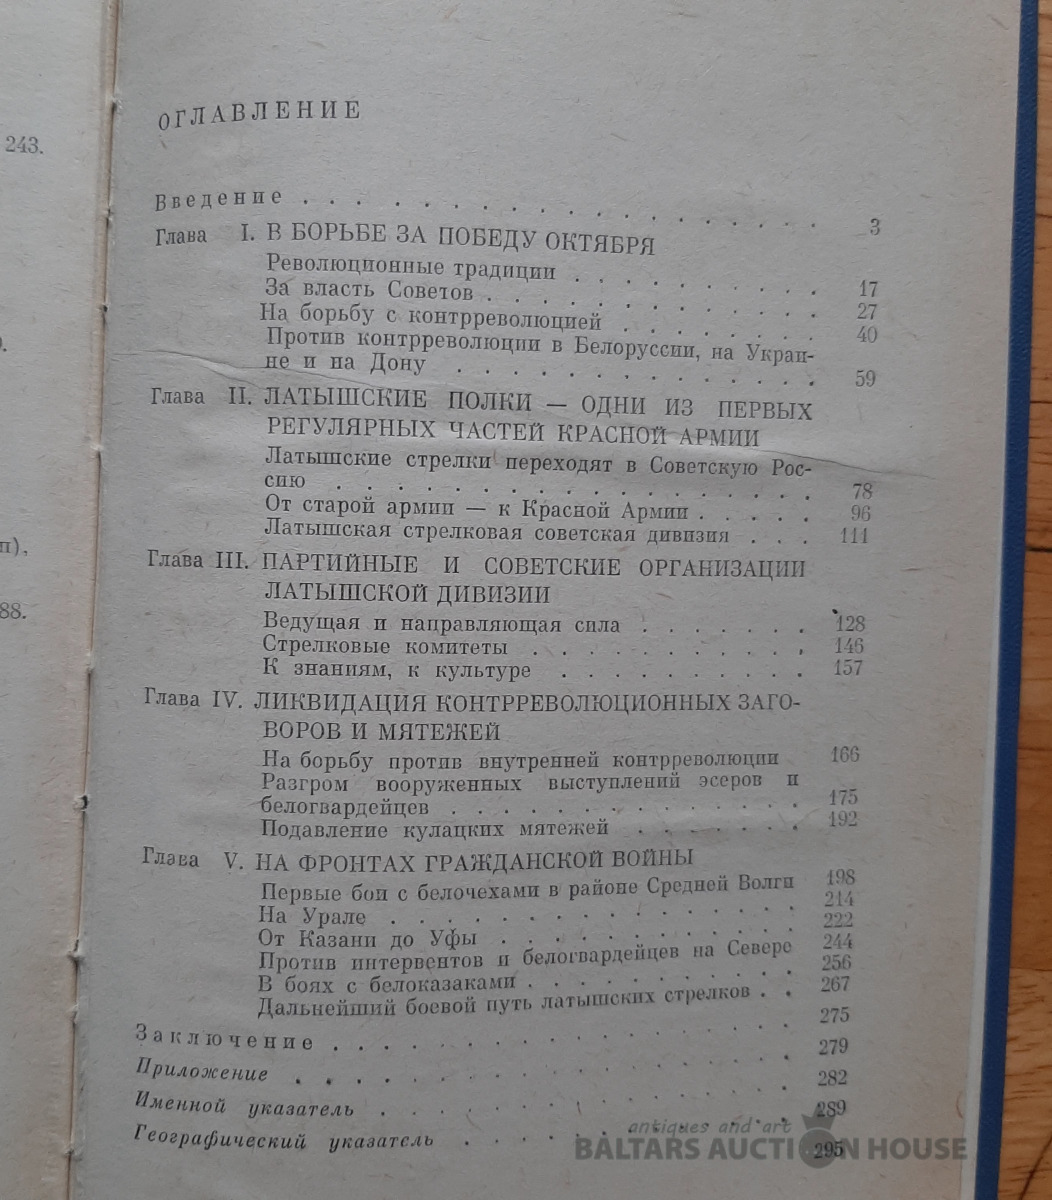 243.
).
п),
88.
ОГЛАВЛЕНИЕ
Введение . . . . . . . . . . . . . 3
Глава I. В БОРЬБЕ ЗА ПОБЕДУ ОКТЯБРЯ
Революционные традиции . . . . . . . . . 17
За власть Советов . . . . . . . . . . . . 27
На борьбу с контрреволюцией . . . . . . . 40
Против контрреволюции в Белоруссии, на Украи-
не и на Дону . . . . . . . . . . . . . 59
Глава II. ЛАТЫШСКИЕ ПОЛКИ — ОДНИ ИЗ ПЕРВЫХ
РЕГУЛЯРНЫХ ЧАСТЕЙ КРАСНОЙ АРМИИ
Латышские стрелки переходят в Советскую Рос-
сию . . . . . . . . . . . . . . . . . 78
От старой армии — к Красной Армии . . . . 96
Латышская стрелковая советская дивизия . . . 111
Глава III. ПАРТИЙНЫЕ И СОВЕТСКИЕ ОРГАНИЗАЦИИ
ЛАТЫШСКОЙ ДИВИЗИИ
Ведущая и направляющая сила . . . . . . . 128
Стрелковые комитеты . . . . . . . . . . 146
К знаниям, к культуре . . . . . . . . . 157
Глава IV. ЛИКВИДАЦИЯ КОНТРРЕВОЛЮЦИОННЫХ ЗАГО-
ВОРОВ И МЯТЕЖЕЙ
На борьбу против внутренней контрреволюции 166
Разгром вооруженных выступлений эсеров и
белогвардейцев . . . . . . . . . . . . . 175
Подавление кулацких мятежей . . . . . . . 192
Глава V. НА ФРОНТАХ ГРАЖДАНСКОЙ ВОЙНЫ
Первые бои с белочехами в районе Средней Волги 198
На Урале . . . . . . . . . . . . . . . 214
От Казани до Уфы . . . . . . . . . . . 222
Против интервентов и белогвардейцев на Севере 244
В боях с белоказаками . . . . . . . . . . 256
Дальнейший боевой путь латышских стрелков . . 267
Заключение . . . . . . . . . . . . . . . 275
Приложение . . . . . . . . . . . . . . . 279
Именной указатель . . . . . . . . . . . . 282
Географический указатель . . . . . . . . . 289
295
antiques and art
BALTARS AUCTION HOUSE